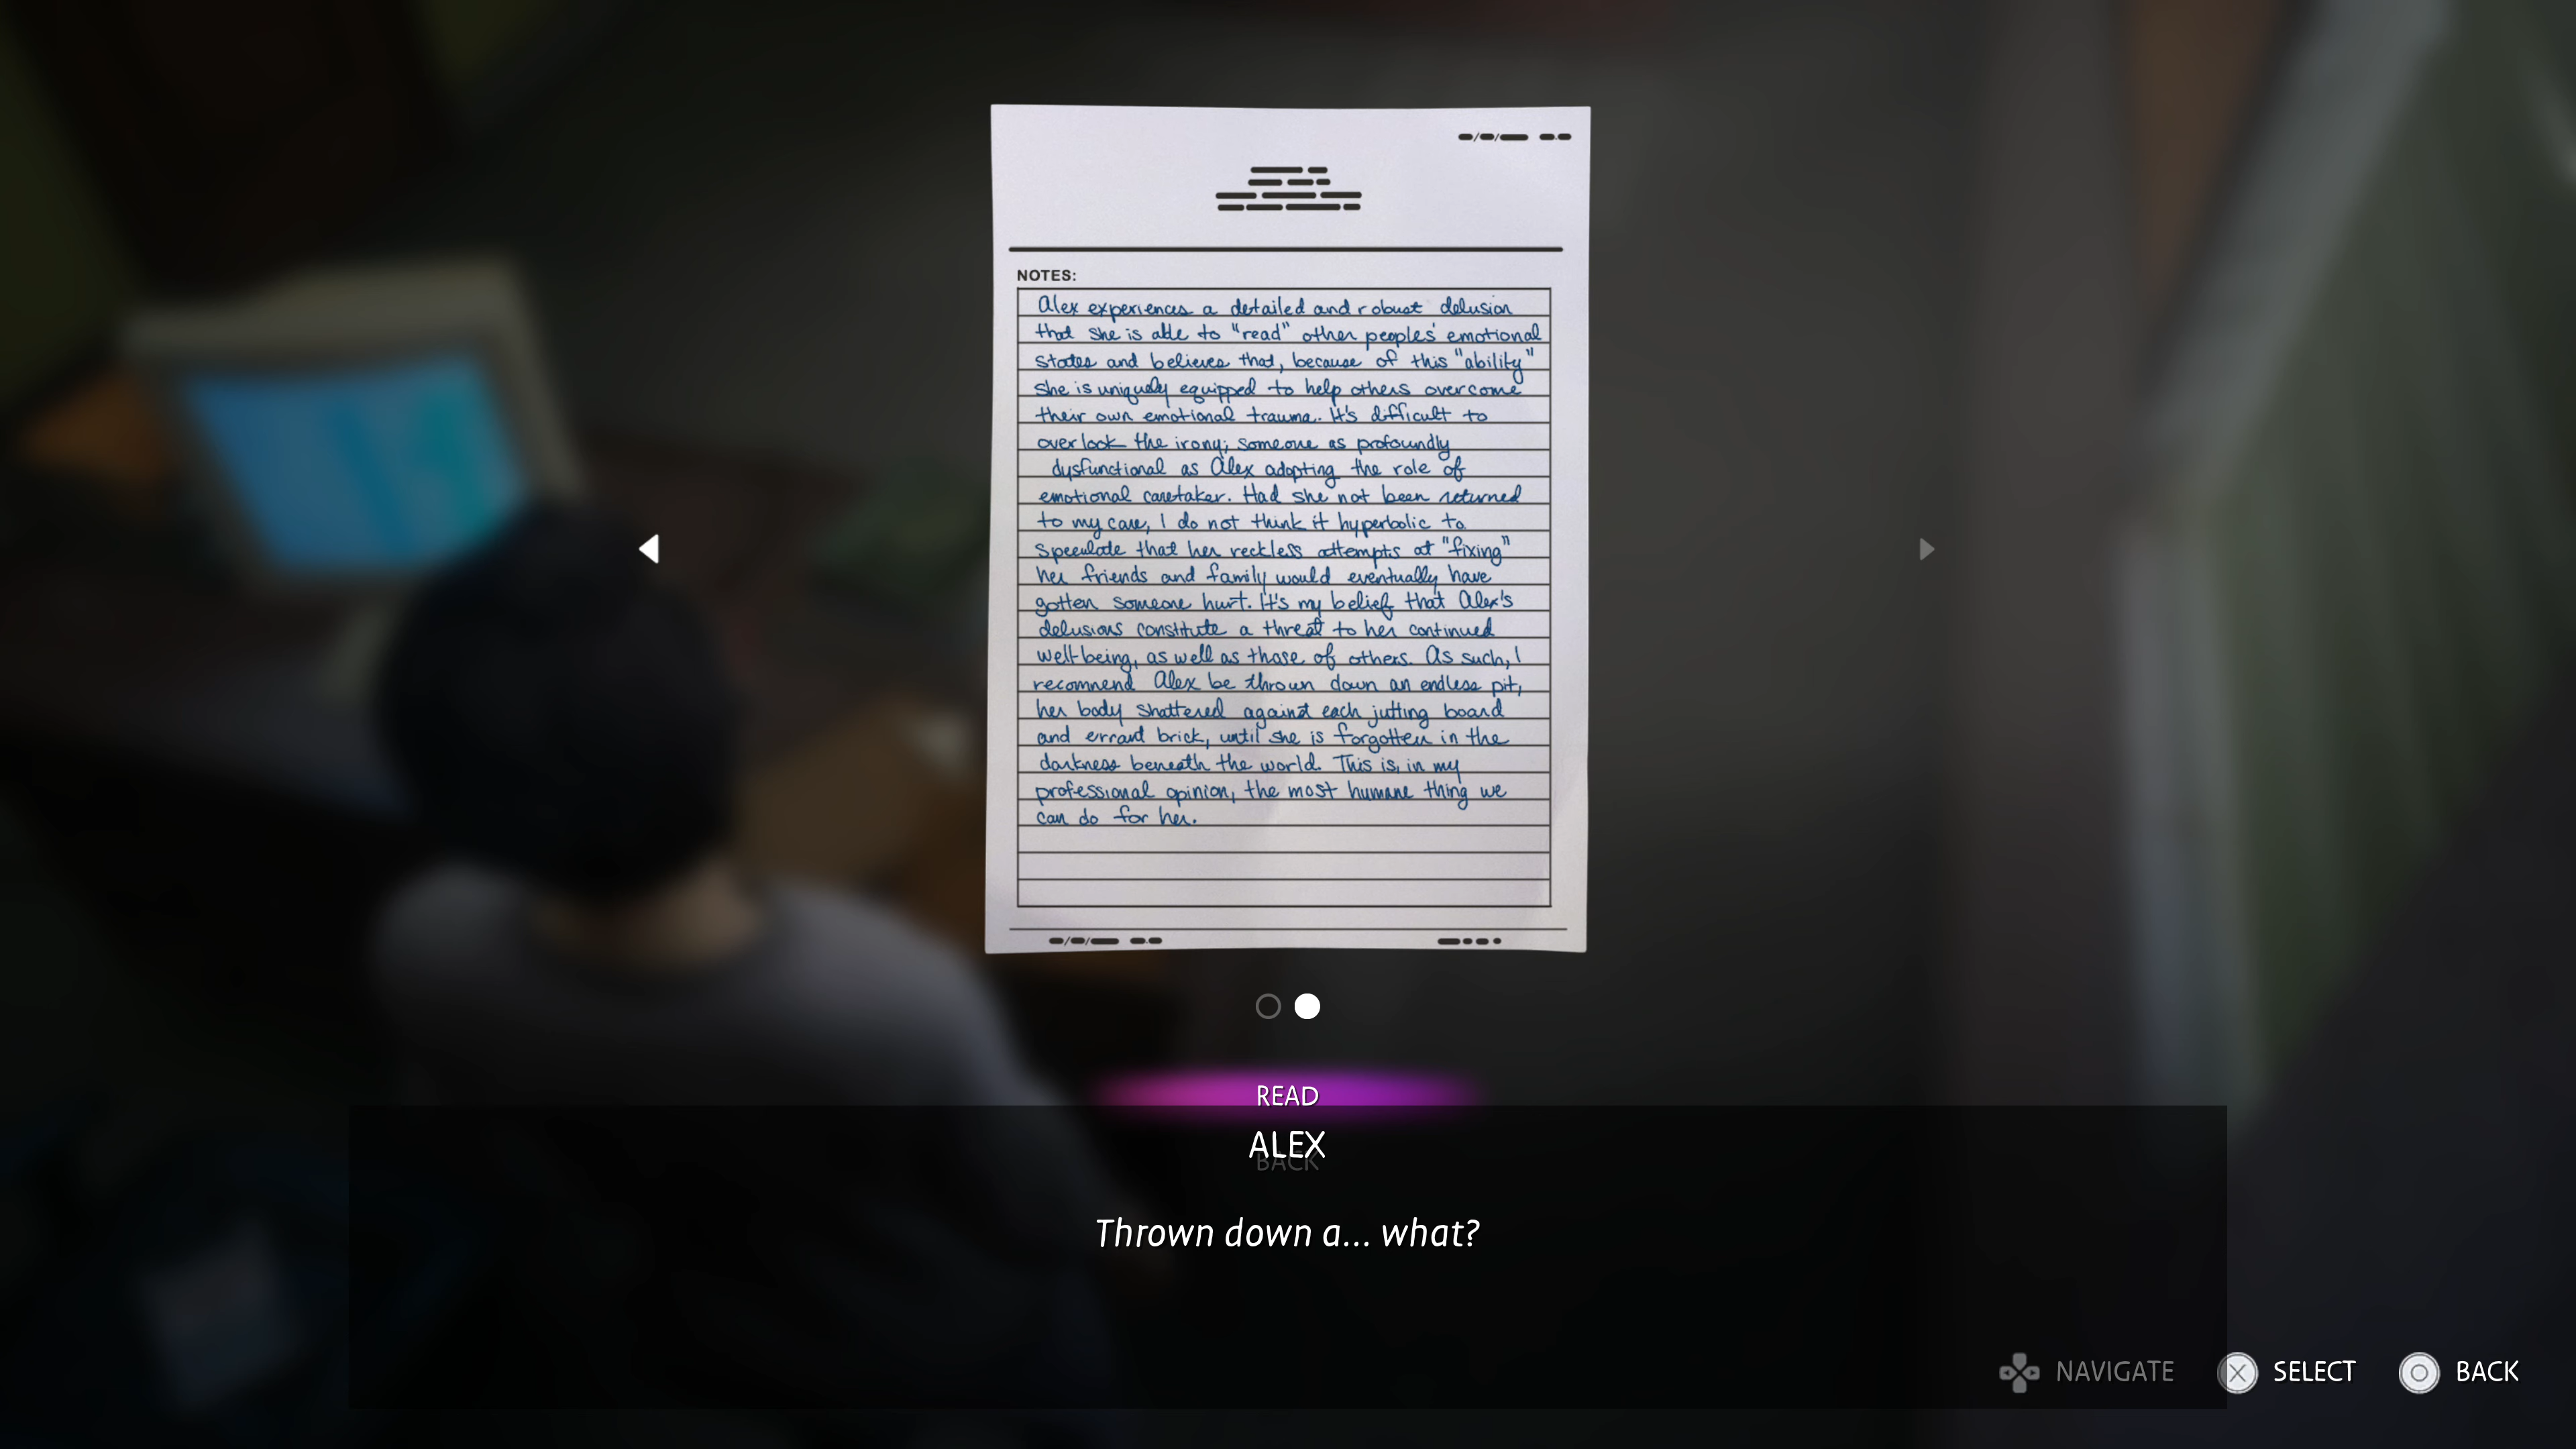 NOTES:
Alex experiences a detailed and robust delusion
that she is able to "read" other peoples' emotional
states and believes that, because of this "ability"
she is uniquely equipped to help others overcome
their own emotional trauma. It's difficult to
overlook the irony; someone as profoundly
dysfunctional as Alex adopting the role of
emotional caretaker. Had she not been returned
to my care, I do not think it hyperbolic to
speculate that her reckless attempts at "fixing"
her friends and family would eventually have
gotten someone hurt. It's my belief that Alex's
delusions constitute a threat to her continued
well-being, as well as those of others. As such, I
recomnend Alex be thrown down an endless pit,
her body shattered against each jutting board
and errant brick, until she is forgotten in the
darkness beneath the world. This is, in my
professional opinion, the most humane thing we
can do for her.
READ
ALEX
BACK
Thrown down a... what?
NAVIGATE SELECT BACK